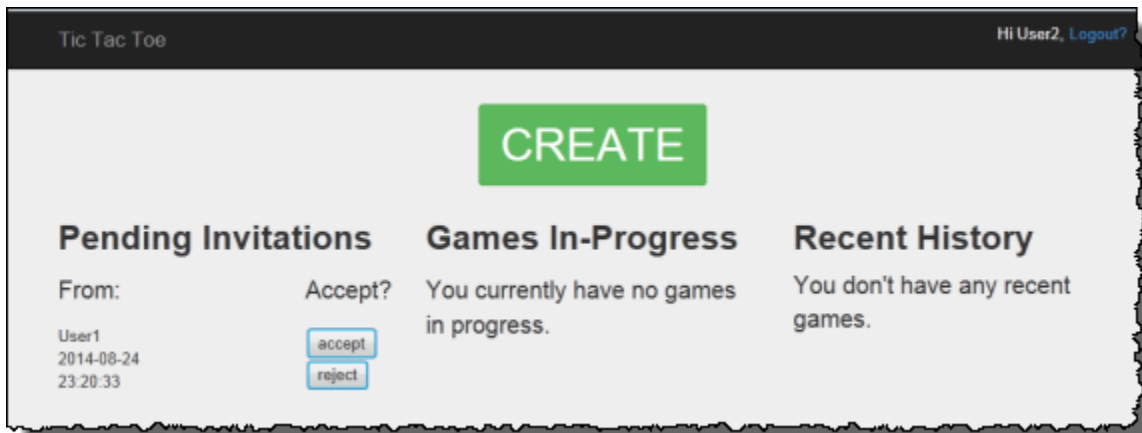 Tic Tac Toe
Hi User2, Logout?
CREATE
Pending Invitations
From:
Accept?
User1
2014-08-24
23:20:33
accept
reject
Games In-Progress
You currently have no games
in progress.
Recent History
You don't have any recent
games.